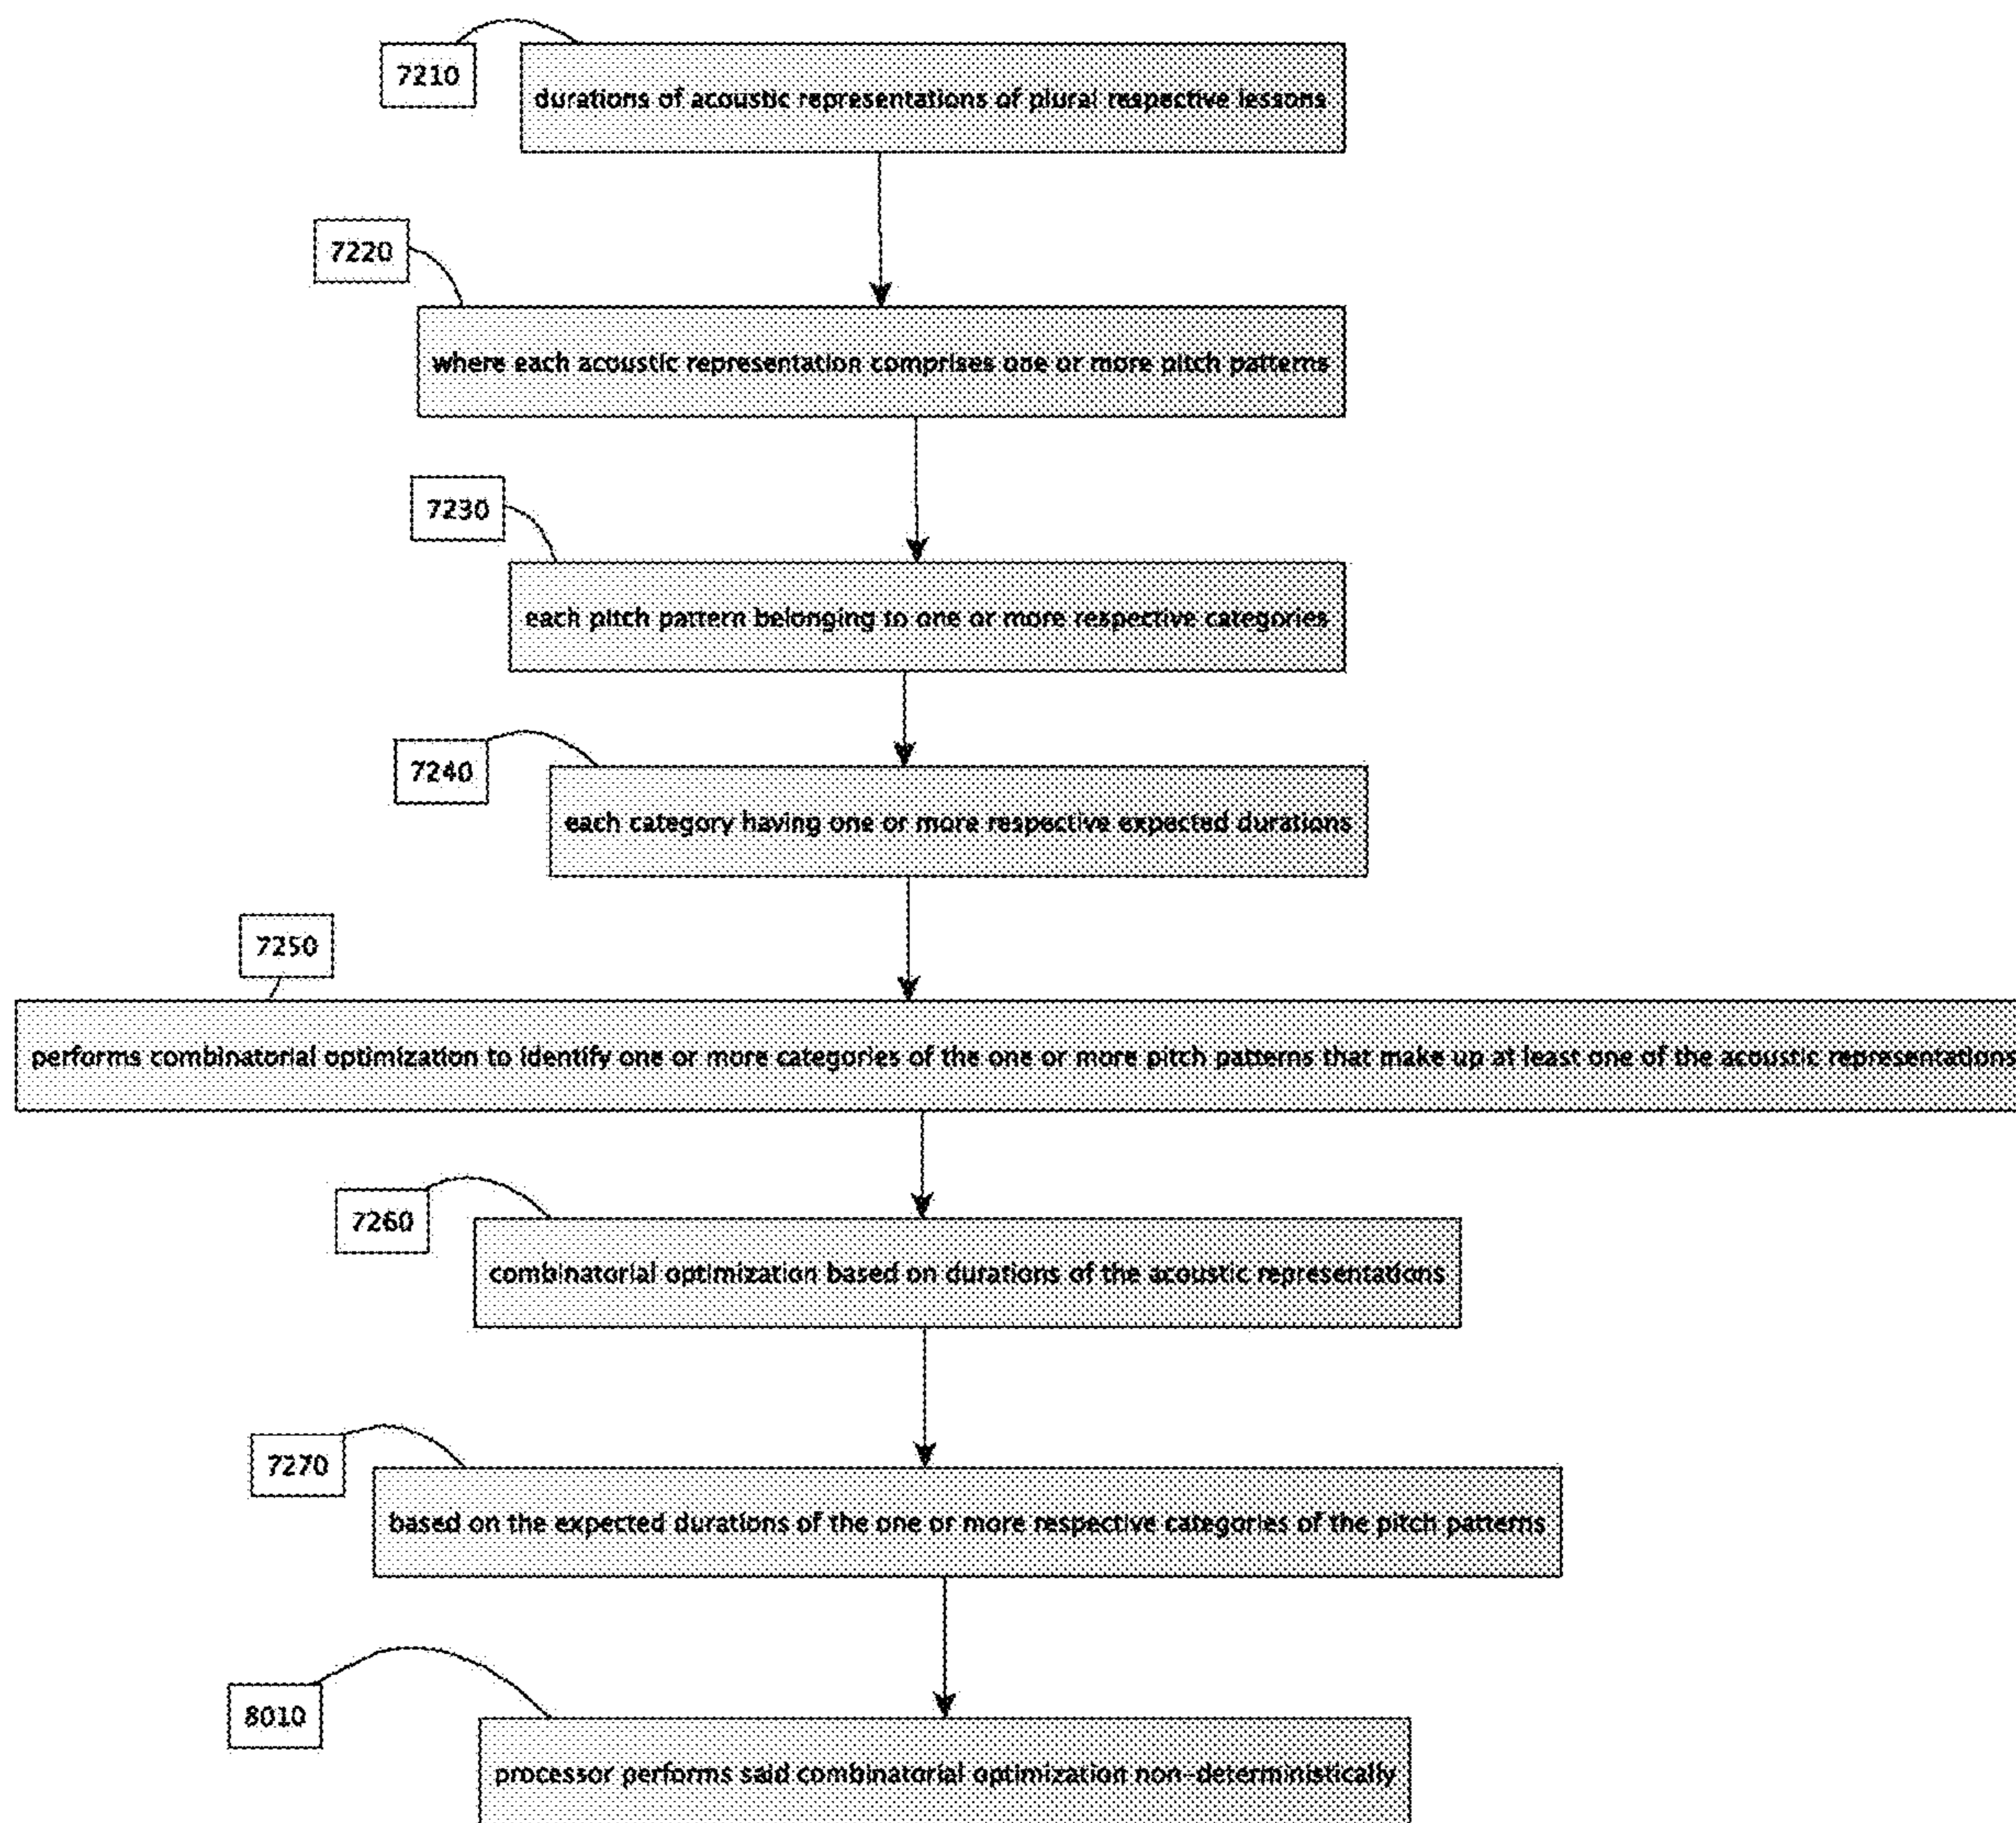 7210
durations of acoustic representations of plural respective lessons
7220
where each acoustic representation comprises one or more pitch patterns
7230
each pitch pattern belonging to one or more respective categories
7240
each category having one or more respective expected durations
7250
performs combinatorial optimization to identify one or more categories of the one or more pitch patterns that make up at least one of the acoustic representations
7260
combinatorial optimization based on durations of the acoustic representations
7270
based on the expected durations of the one or more respective categories of the pitch patterns
8010
processor performs said combinatorial optimization non-deterministically